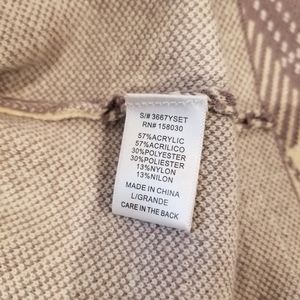 S/# 3667YSET
RN# 158030
57%ACRYLIC
57%ACRILICO
30%POLYESTER
30%POLIESTER
13%NYLON
13%NILON
MADE IN CHINA
L/GRANDE
CARE IN THE BACK